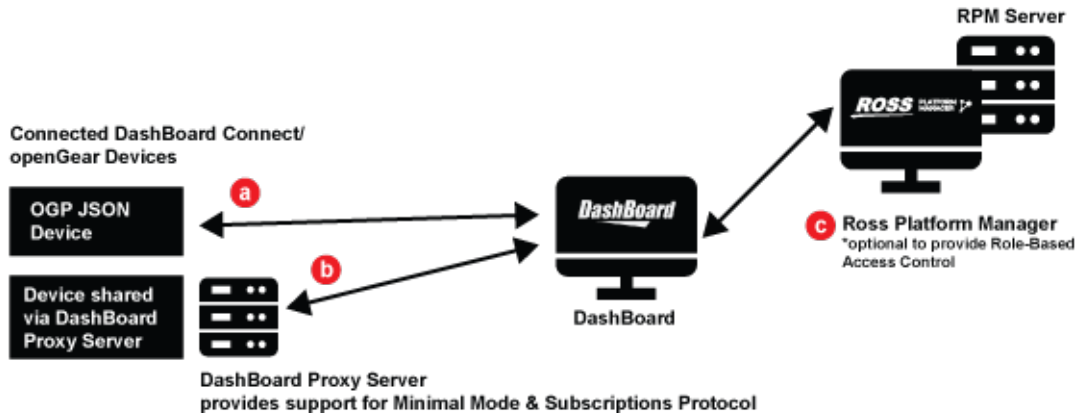 RPM Server
ROSS PLATFORM MANAGER
Connected DashBoard Connect/
openGear Devices
a
OGP JSON
Device
DashBoard
c Ross Platform Manager
*optional to provide Role-Based
Access Control
b
Device shared
via DashBoard
Proxy Server
DashBoard
DashBoard Proxy Server
provides support for Minimal Mode & Subscriptions Protocol